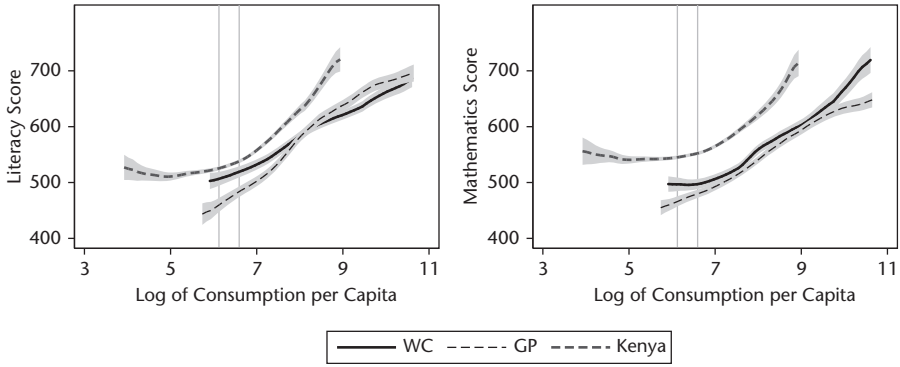 Literacy Score
700
600
500
400
3 5 7 9 11
Log of Consumption per Capita
Mathematics Score
700
600
500
400
3 5 7 9 11
Log of Consumption per Capita
WC GP Kenya